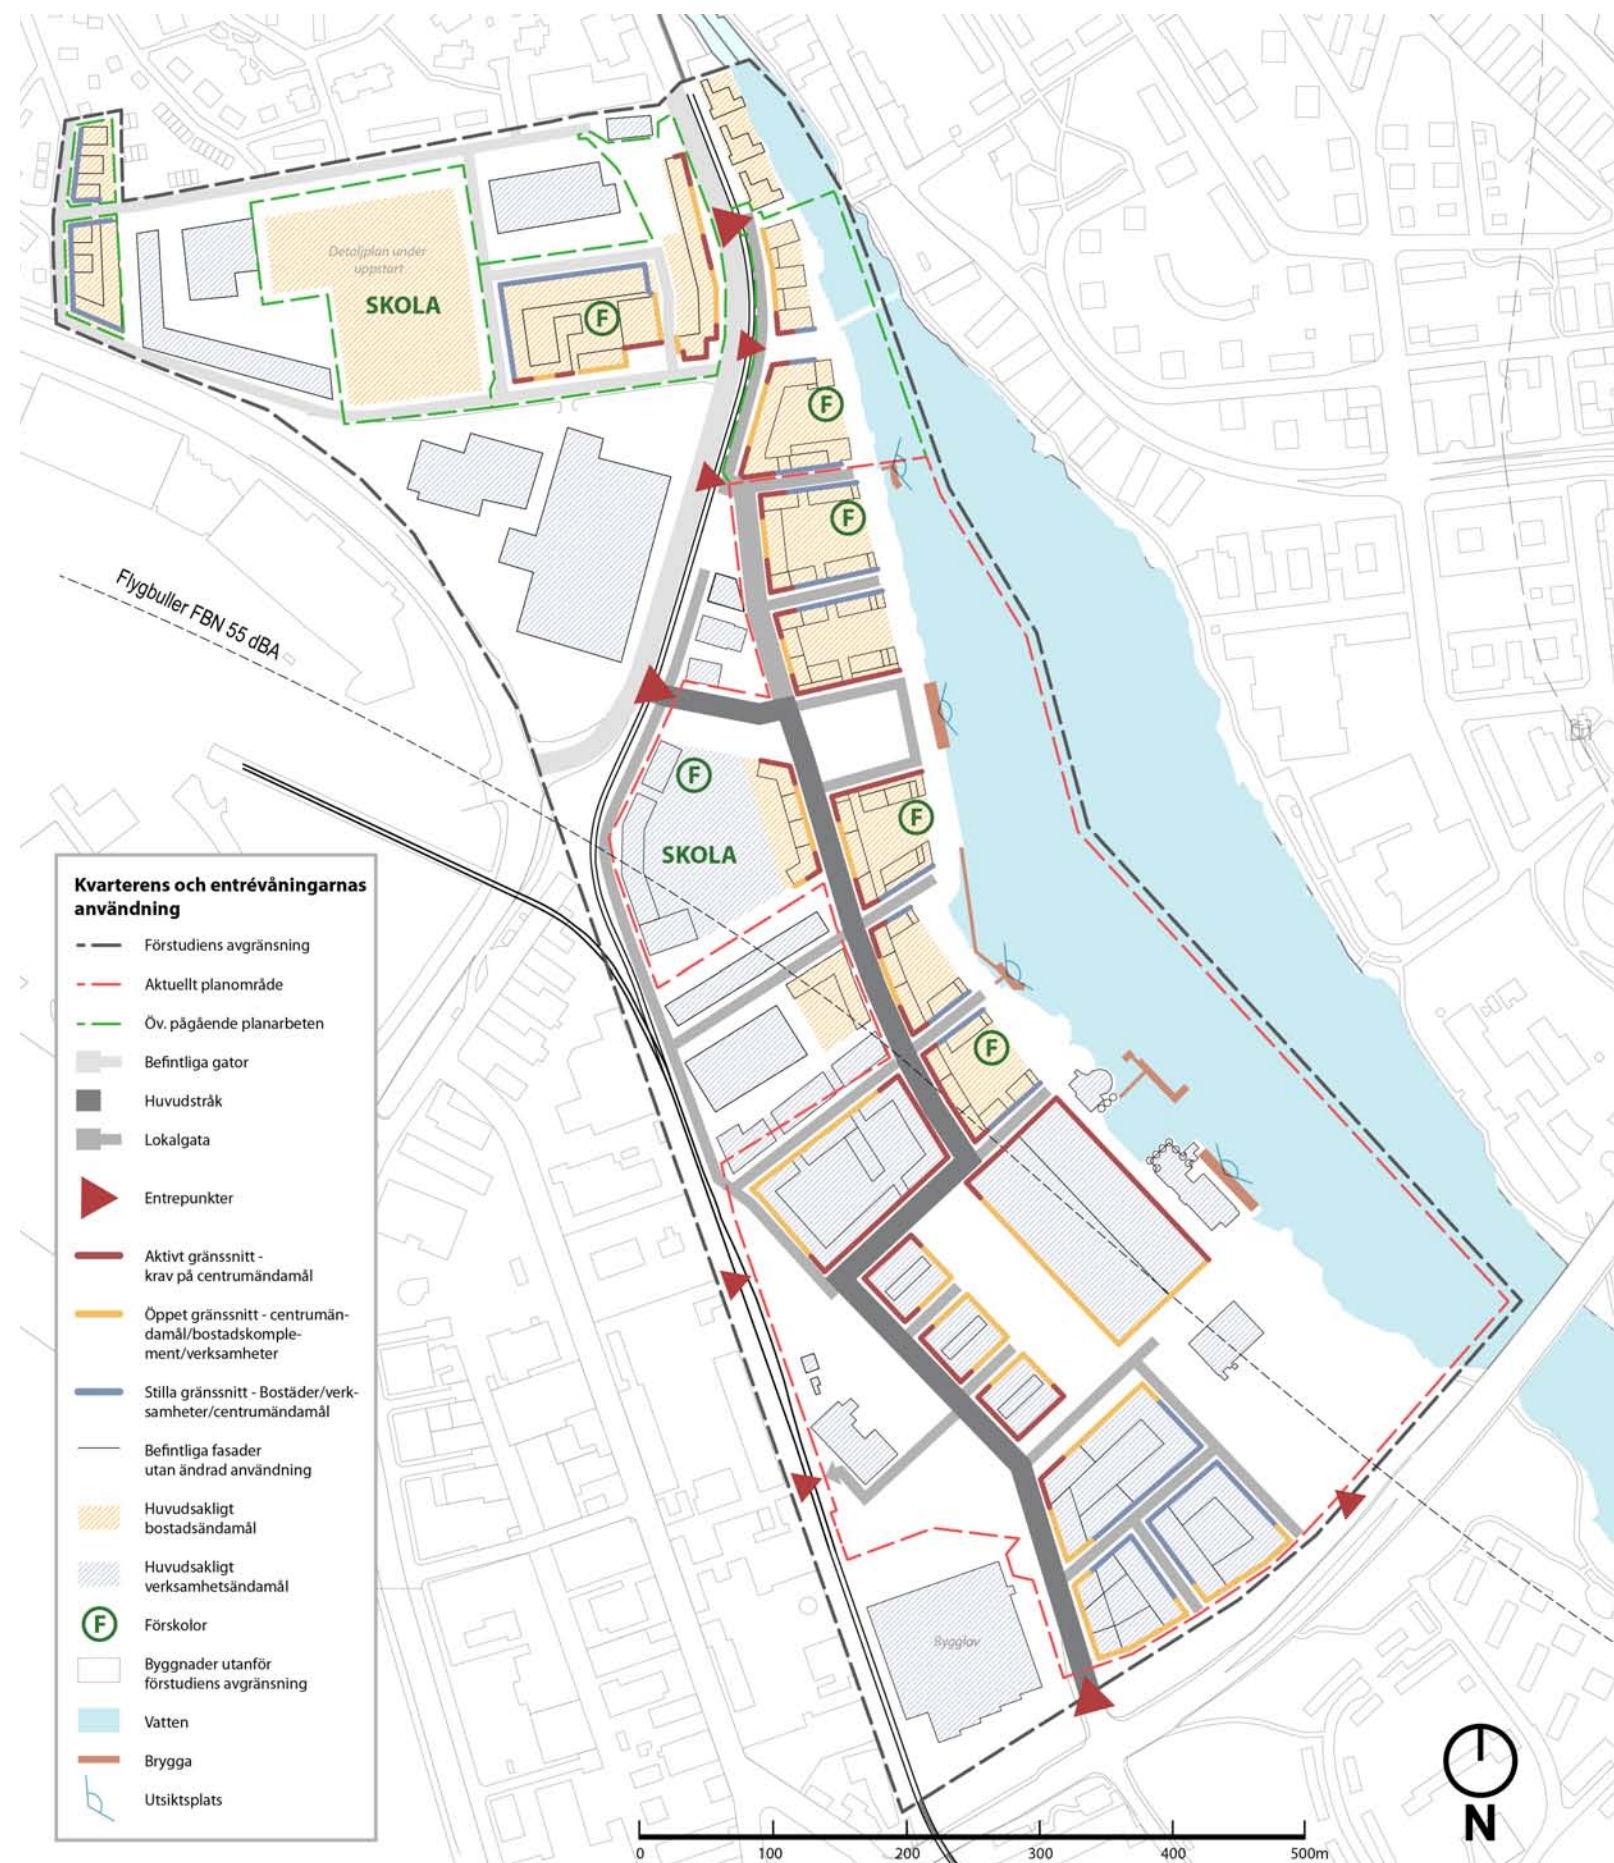 Detaljplan under
uppstart
SKOLA
F
F
F
Flygbuller FBN 55 dBA
F
SKOLA
F
F
Bygglov
Kvarterens och entrévåningarnas
användning
Förstudiens avgränsning
Aktuellt planområde
Öv. pågående planarbeten
Befintliga gator
Huvudstråk
Lokalgata
Entrepunkter
Aktivt gränssnitt -
krav på centrumändamål
Öppet gränssnitt - centrumän-
damål/bostadskomple-
ment/verksamheter
Stilla gränssnitt - Bostäder/verk-
samheter/centrumändamål
Befintliga fasader
utan ändrad användning
Huvudsakligt
bostadsändamål
Huvudsakligt
verksamhetsändamål
F Förskolor
Byggnader utanför
förstudiens avgränsning
Vatten
Brygga
Utsiktsplats
N
0 100 200 300 400 500m